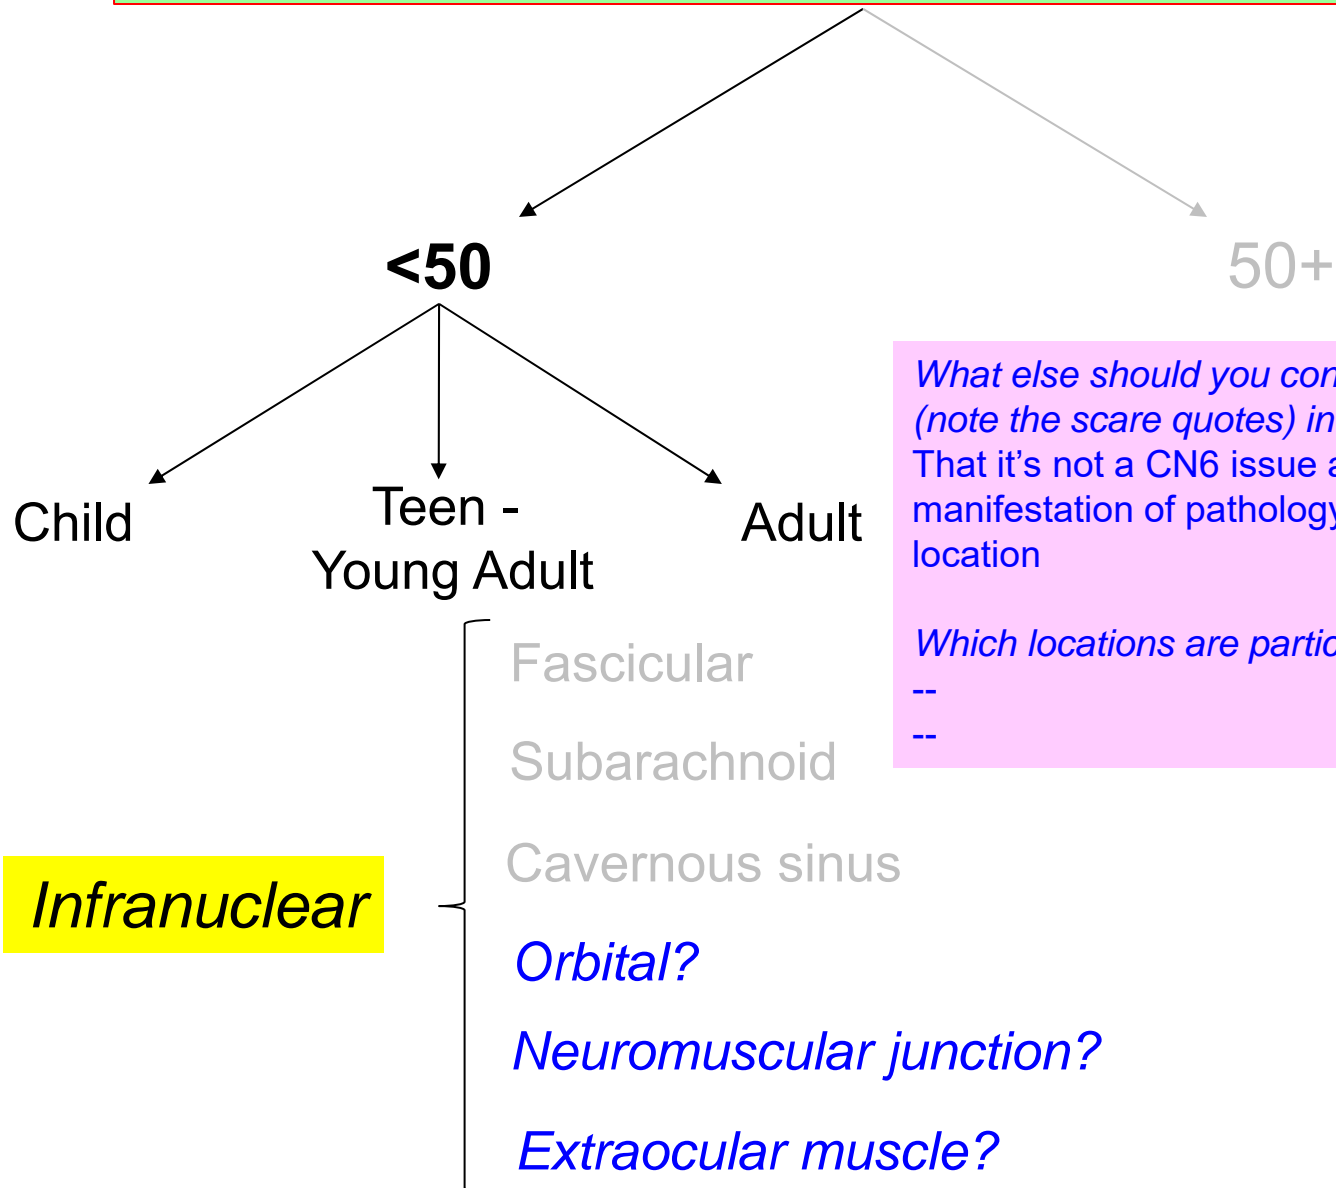 <50
50+
What else should you con
(note the scare quotes) in
That it’s not a CN6 issue a
manifestation of pathology
location
Which locations are partic
--
--
Child
Teen -
Young Adult
Adult
Fascicular
Subarachnoid
Cavernous sinus
Infranuclear
Orbital?
Neuromuscular junction?
Extraocular muscle?